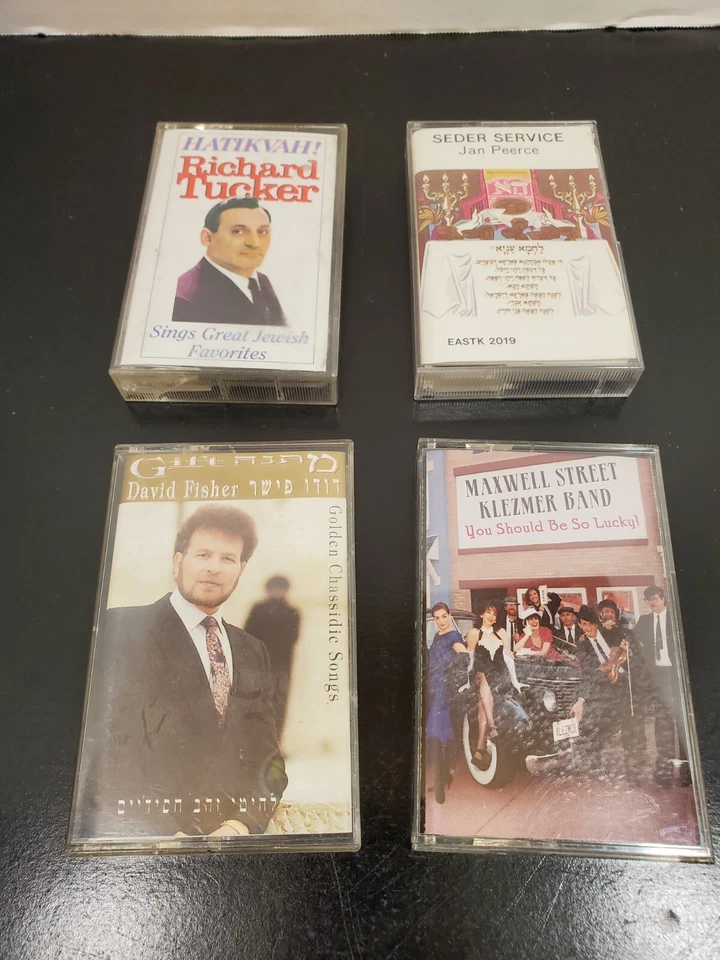 HATIKVAH!
Richard
Tucker
Sings Great Jewish
Favorites
SEDER SERVICE
Jan Peerce
לַחְמָא עַנְיָא
EASTK 2019
Gift מתנה
David Fisher דודו פישר
Golden Chassidic Songs
להיטי זהב חסידיים
MAXWELL STREET
KLEZMER BAND
You Should Be So Lucky!
KLEZMER